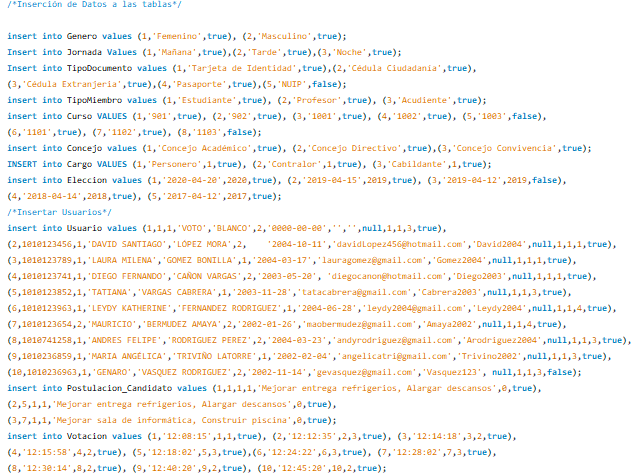 /*Inserción de Datos a las tablas*/
insert into Genero values (1,'Femenino',true), (2,'Masculino',true);
insert into Jornada Values (1,'Mañana',true),(2,'Tarde',true),(3,'Noche',true);
insert into TipoDocumento values (1,'Tarjeta de Identidad',true),(2,'Cédula Ciudadanía',true),
(3,'Cédula Extranjeria',true),(4,'Pasaporte',true),(5,'NUIP',false);
insert into TipoMiembro values (1,'Estudiante',true), (2,'Profesor',true), (3,'Acudiente',true);
insert into Curso VALUES (1,'901',true), (2,'902',true), (3,'1001',true), (4,'1002',true), (5,'1003',false),
(6,'1101',true), (7,'1102',true), (8,'1103',false);
insert into Concejo values (1,'Concejo Académico',true), (2,'Concejo Directivo',true),(3,'Concejo Convivencia',true);
INSERT into Cargo VALUES (1,'Personero',1,true), (2,'Contralor',1,true), (3,'Cabildante',1,true);
insert into Eleccion values (1,'2020-04-20',2020,true), (2,'2019-04-15',2019,true), (3,'2019-04-12',2019,false),
(4,'2018-04-14',2018,true), (5,'2017-04-12',2017,true);
/*Insertar Usuarios*/
insert into Usuario values (1,1,1,'VOTO','BLANCO',2,'0000-00-00','','',null,1,1,3,true),
(2,1010123456,1,'DAVID SANTIAGO','LÓPEZ MORA',2, '2004-10-11','davidLopez456@hotmail.com','David2004',null,1,1,1,true),
(3,1010123789,1,'LAURA MILENA','GOMEZ BONILLA',1,'2004-03-17','lauragomez@gmail.com','Gomez2004',null,1,1,1,true),
(4,1010123741,1,'DIEGO FERNANDO','CAÑON VARGAS',2,'2003-05-20', 'diegocanon@hotmail.com','Diego2003',null,1,1,1,true),
(5,1010123852,1,'TATIANA','VARGAS CABRERA',1,'2003-11-28','tatacabrera@gmail.com','Cabrera2003',null,1,1,3,true),
(6,1010123963,1,'LEYDY KATHERINE','FERNANDEZ RODRIGUEZ',1,'2004-06-28','leydy2004@gmail.com','Leydy2004',null,1,1,4,true),
(7,1010123654,2,'MAURICIO','BERMUDEZ AMAYA',2,'2002-01-26','maobermudez@gmail.com','Amaya2002',null,1,1,4,true),
(8,1010741258,1,'ANDRES FELIPE','RODRIGUEZ PEREZ',2,'2004-03-23','andyrodriguez@gmail.com','Arodriguez2004',null,1,1,3,true),
(9,1010236859,1,'MARIA ANGÉLICA','TRIVIÑO LATORRE',1,'2002-02-04','angelicatri@gmail.com','Trivino2002',null,1,1,3,true),
(10,1010236963,1,'GENARO','VASQUEZ RODRIGUEZ',2,'2002-11-14','gevasquez@gmail.com','Vasquez123', null,1,1,3,false);
insert into Postulacion_Candidato values (1,1,1,1,'Mejorar entrega refrigerios, Alargar descansos',0,true),
(2,5,1,1,'Mejorar entrega refrigerios, Alargar descansos',0,true),
(3,7,1,1,'Mejorar sala de informática, Construir piscina',0,true);
insert into Votacion values (1,'12:08:15',1,1,true), (2,'12:12:35',2,3,true), (3,'12:14:18',3,2,true),
(4,'12:15:58',4,2,true), (5,'12:18:02',5,3,true),(6,'12:24:22',6,3,true), (7,'12:28:02',7,3,true),
(8,'12:30:14',8,2,true), (9,'12:40:20',9,2,true), (10,'12:45:20',10,2,true);